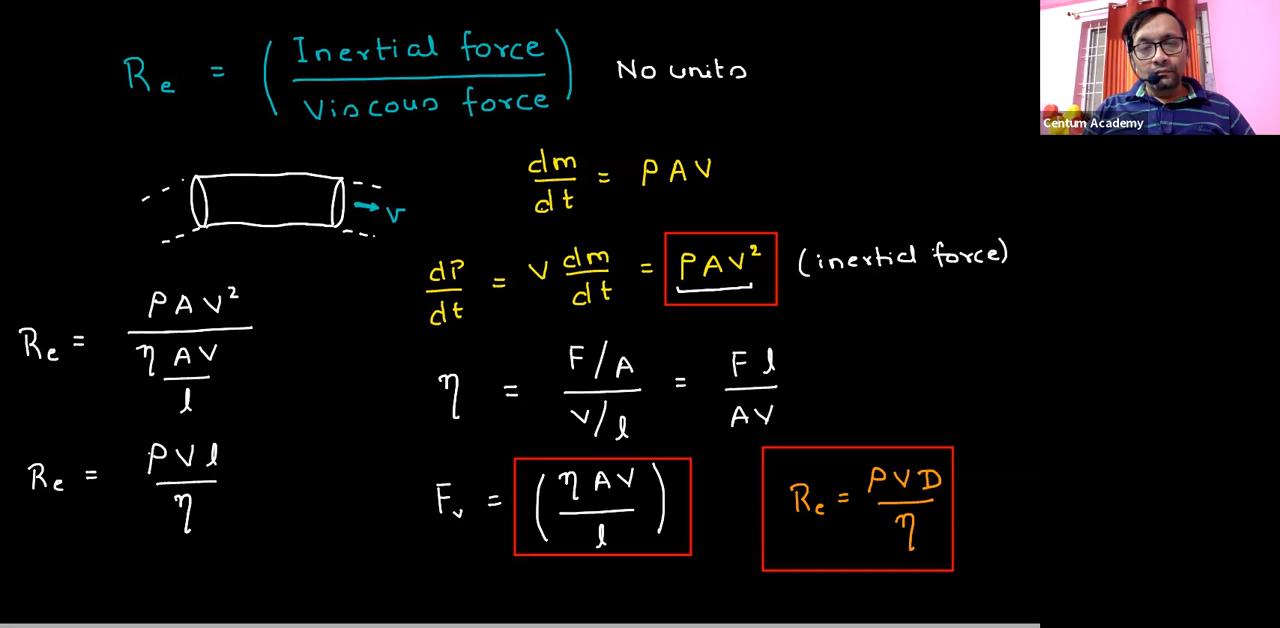 Re = (Inertial force / Viscous force) No units
Centum Academy
dm/dt = ρAV
v
dP/dt = V dm/dt = ρAV² (inertial force)
Re = ρAV² / (η AV/l)
η = (F/A) / (V/l) = Fl / AV
Re = ρVl / η
Fv = (ηAV / l)
Re = ρVD / η